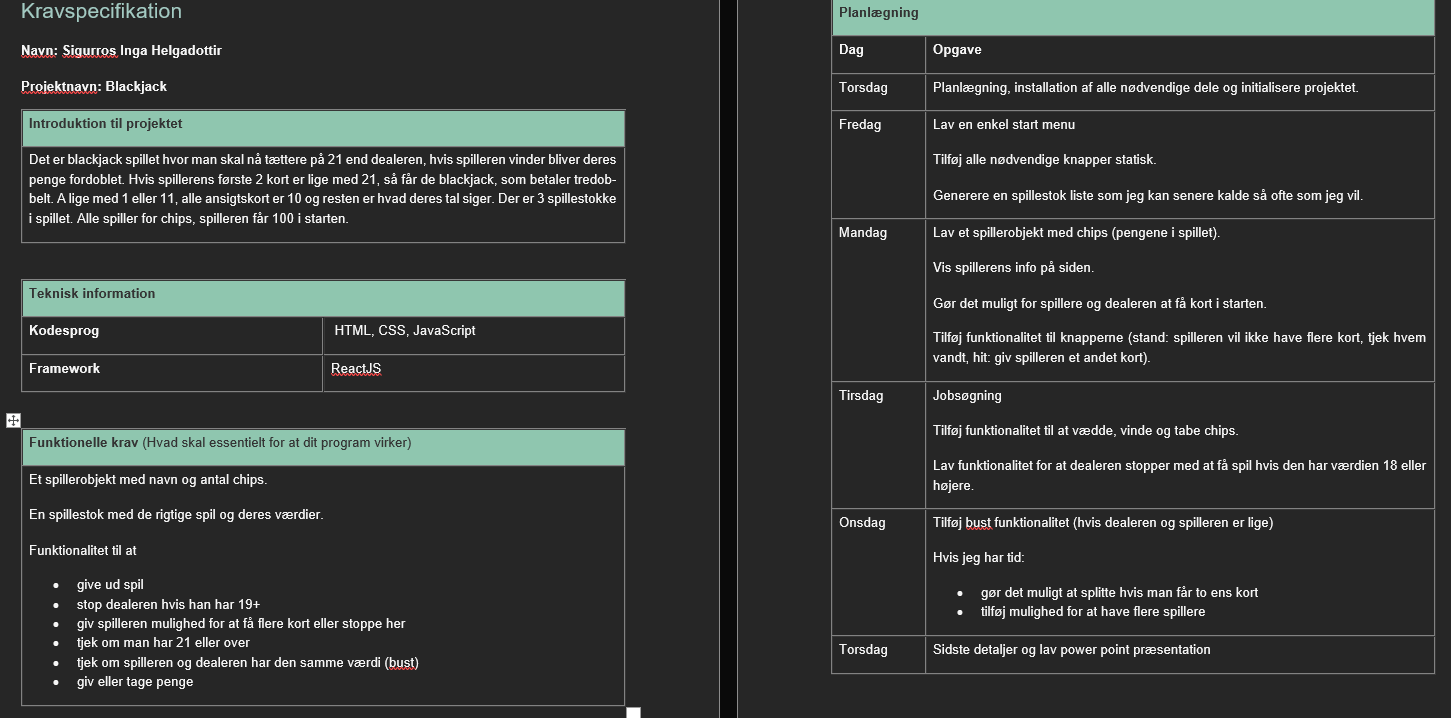 Kravspecifikation
Navn: Sigurros Inga Helgadottir
Projektnavn: Blackjack
Introduktion til projektet
Det er blackjack spillet hvor man skal nå tættere på 21 end dealeren, hvis spilleren vinder bliver deres
penge fordoblet. Hvis spillerens første 2 kort er lige med 21, så får de blackjack, som betaler tredob-
belt. A lige med 1 eller 11, alle ansigtskort er 10 og resten er hvad deres tal siger. Der er 3 spillestokke
i spillet. Alle spiller for chips, spilleren får 100 i starten.
Teknisk information
Kodesprog HTML, CSS, JavaScript
Framework ReactJS
Funktionelle krav (Hvad skal essentielt for at dit program virker)
Et spillerobjekt med navn og antal chips.
En spillestok med de rigtige spil og deres værdier.
Funktionalitet til at
• give ud spil
• stop dealeren hvis han har 19+
• giv spilleren mulighed for at få flere kort eller stoppe her
• tjek om man har 21 eller over
• tjek om spilleren og dealeren har den samme værdi (bust)
• giv eller tage penge
Planlægning
Dag Opgave
Torsdag Planlægning, installation af alle nødvendige dele og initialisere projektet.
Fredag Lav en enkel start menu
Tilføj alle nødvendige knapper statisk.
Generere en spillestok liste som jeg kan senere kalde så ofte som jeg vil.
Mandag Lav et spillerobjekt med chips (pengene i spillet).
Vis spillerens info på siden.
Gør det muligt for spillere og dealeren at få kort i starten.
Tilføj funktionalitet til knapperne (stand: spilleren vil ikke have flere kort, tjek hvem
vandt, hit: giv spilleren et andet kort).
Tirsdag Jobsøgning
Tilføj funktionalitet til at vædde, vinde og tabe chips.
Lav funktionalitet for at dealeren stopper med at få spil hvis den har værdien 18 eller
højere.
Onsdag Tilføj bust funktionalitet (hvis dealeren og spilleren er lige)
Hvis jeg har tid:
• gør det muligt at splitte hvis man får to ens kort
• tilføj mulighed for at have flere spillere
Torsdag Sidste detaljer og lav power point præsentation